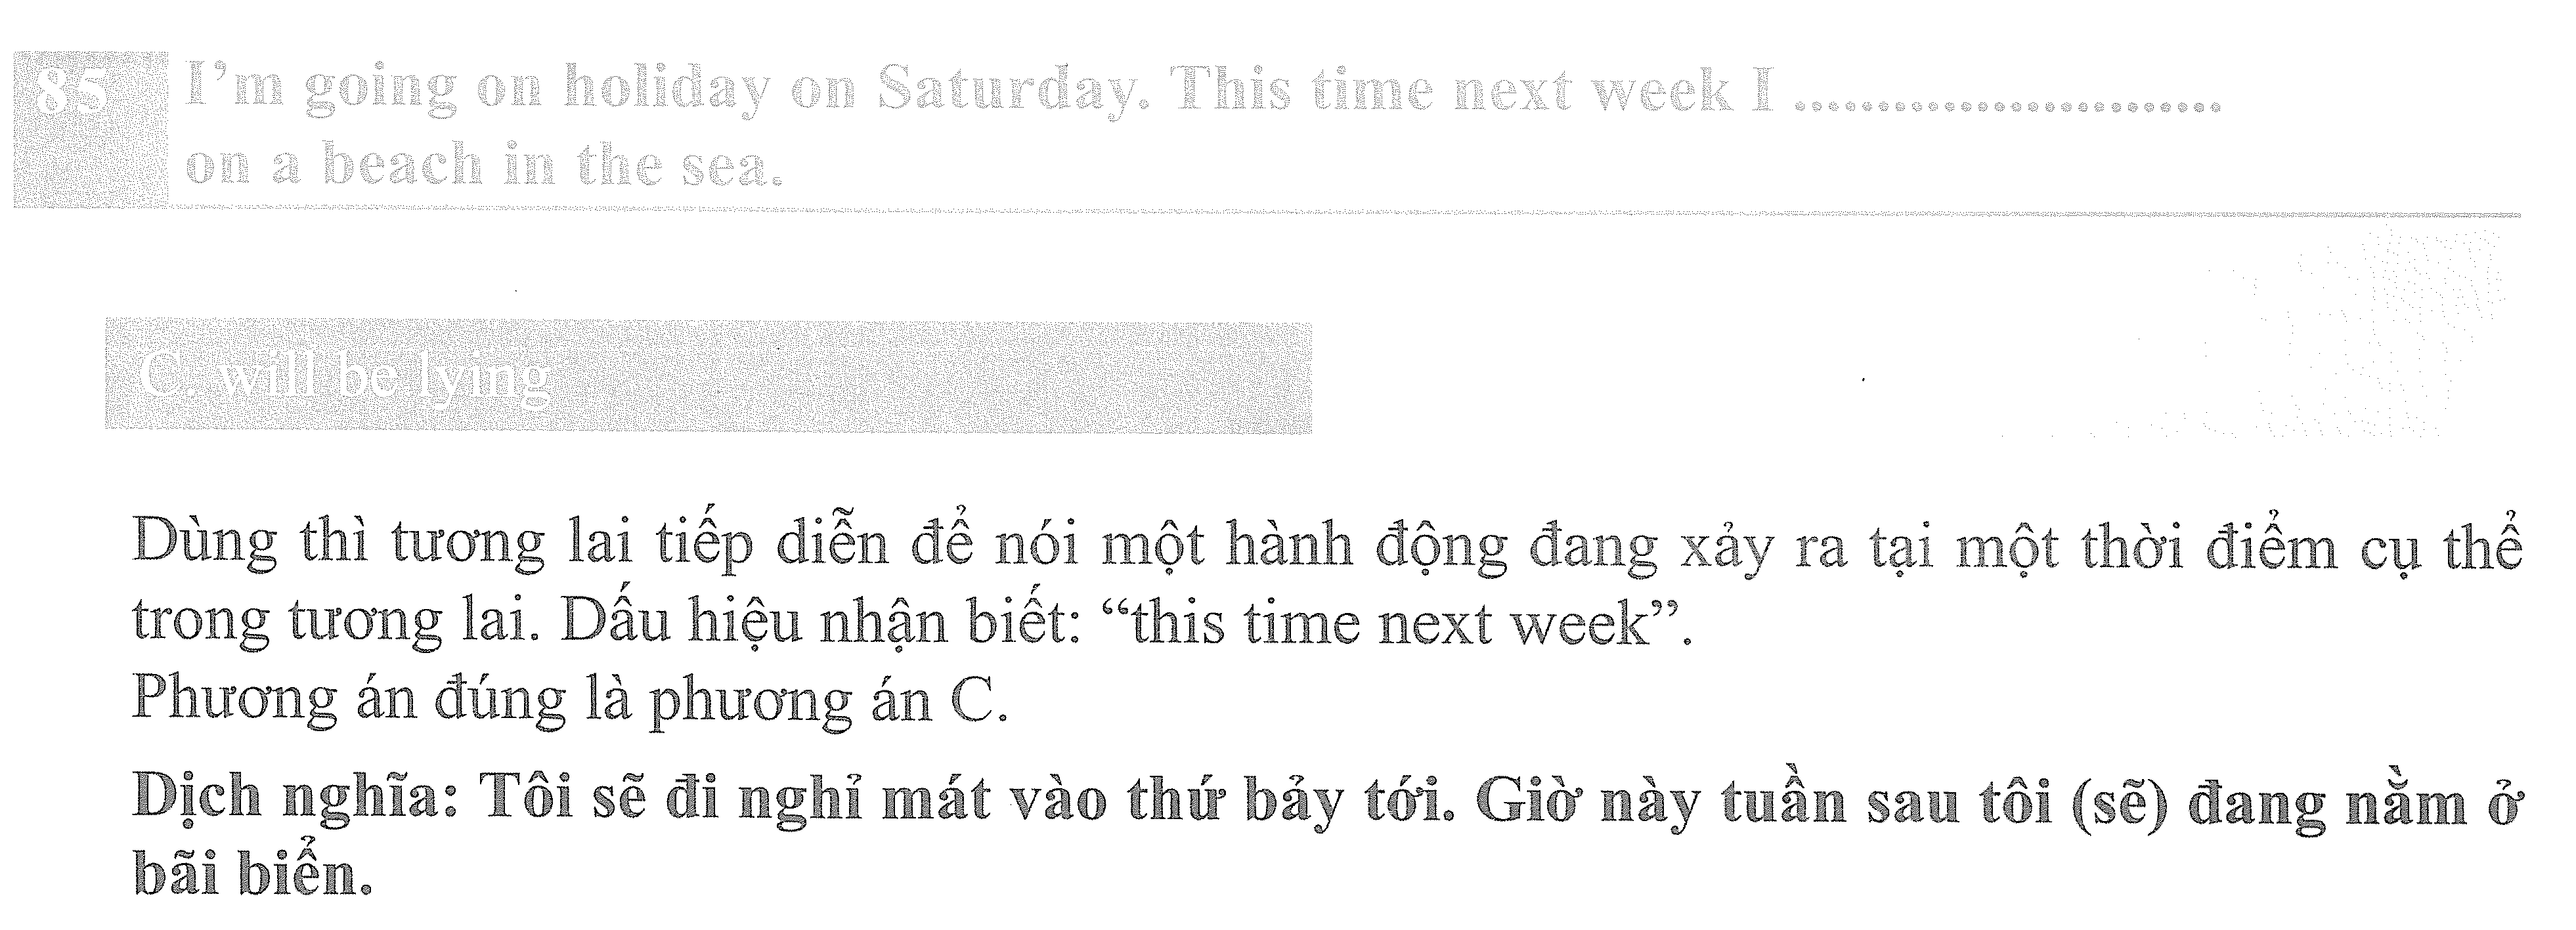 85 I'm going on holiday on Saturday. This time next week I ..........................
on a beach in the sea.
C. will be lying
Dùng thì tương lai tiếp diễn để nói một hành động đang xảy ra tại một thời điểm cụ thể
trong tương lai. Dấu hiệu nhận biết: “this time next week”.
Phương án đúng là phương án C.
Dịch nghĩa: Tôi sẽ đi nghỉ mát vào thứ bảy tới. Giờ này tuần sau tôi (sẽ) đang nằm ở
bãi biển.